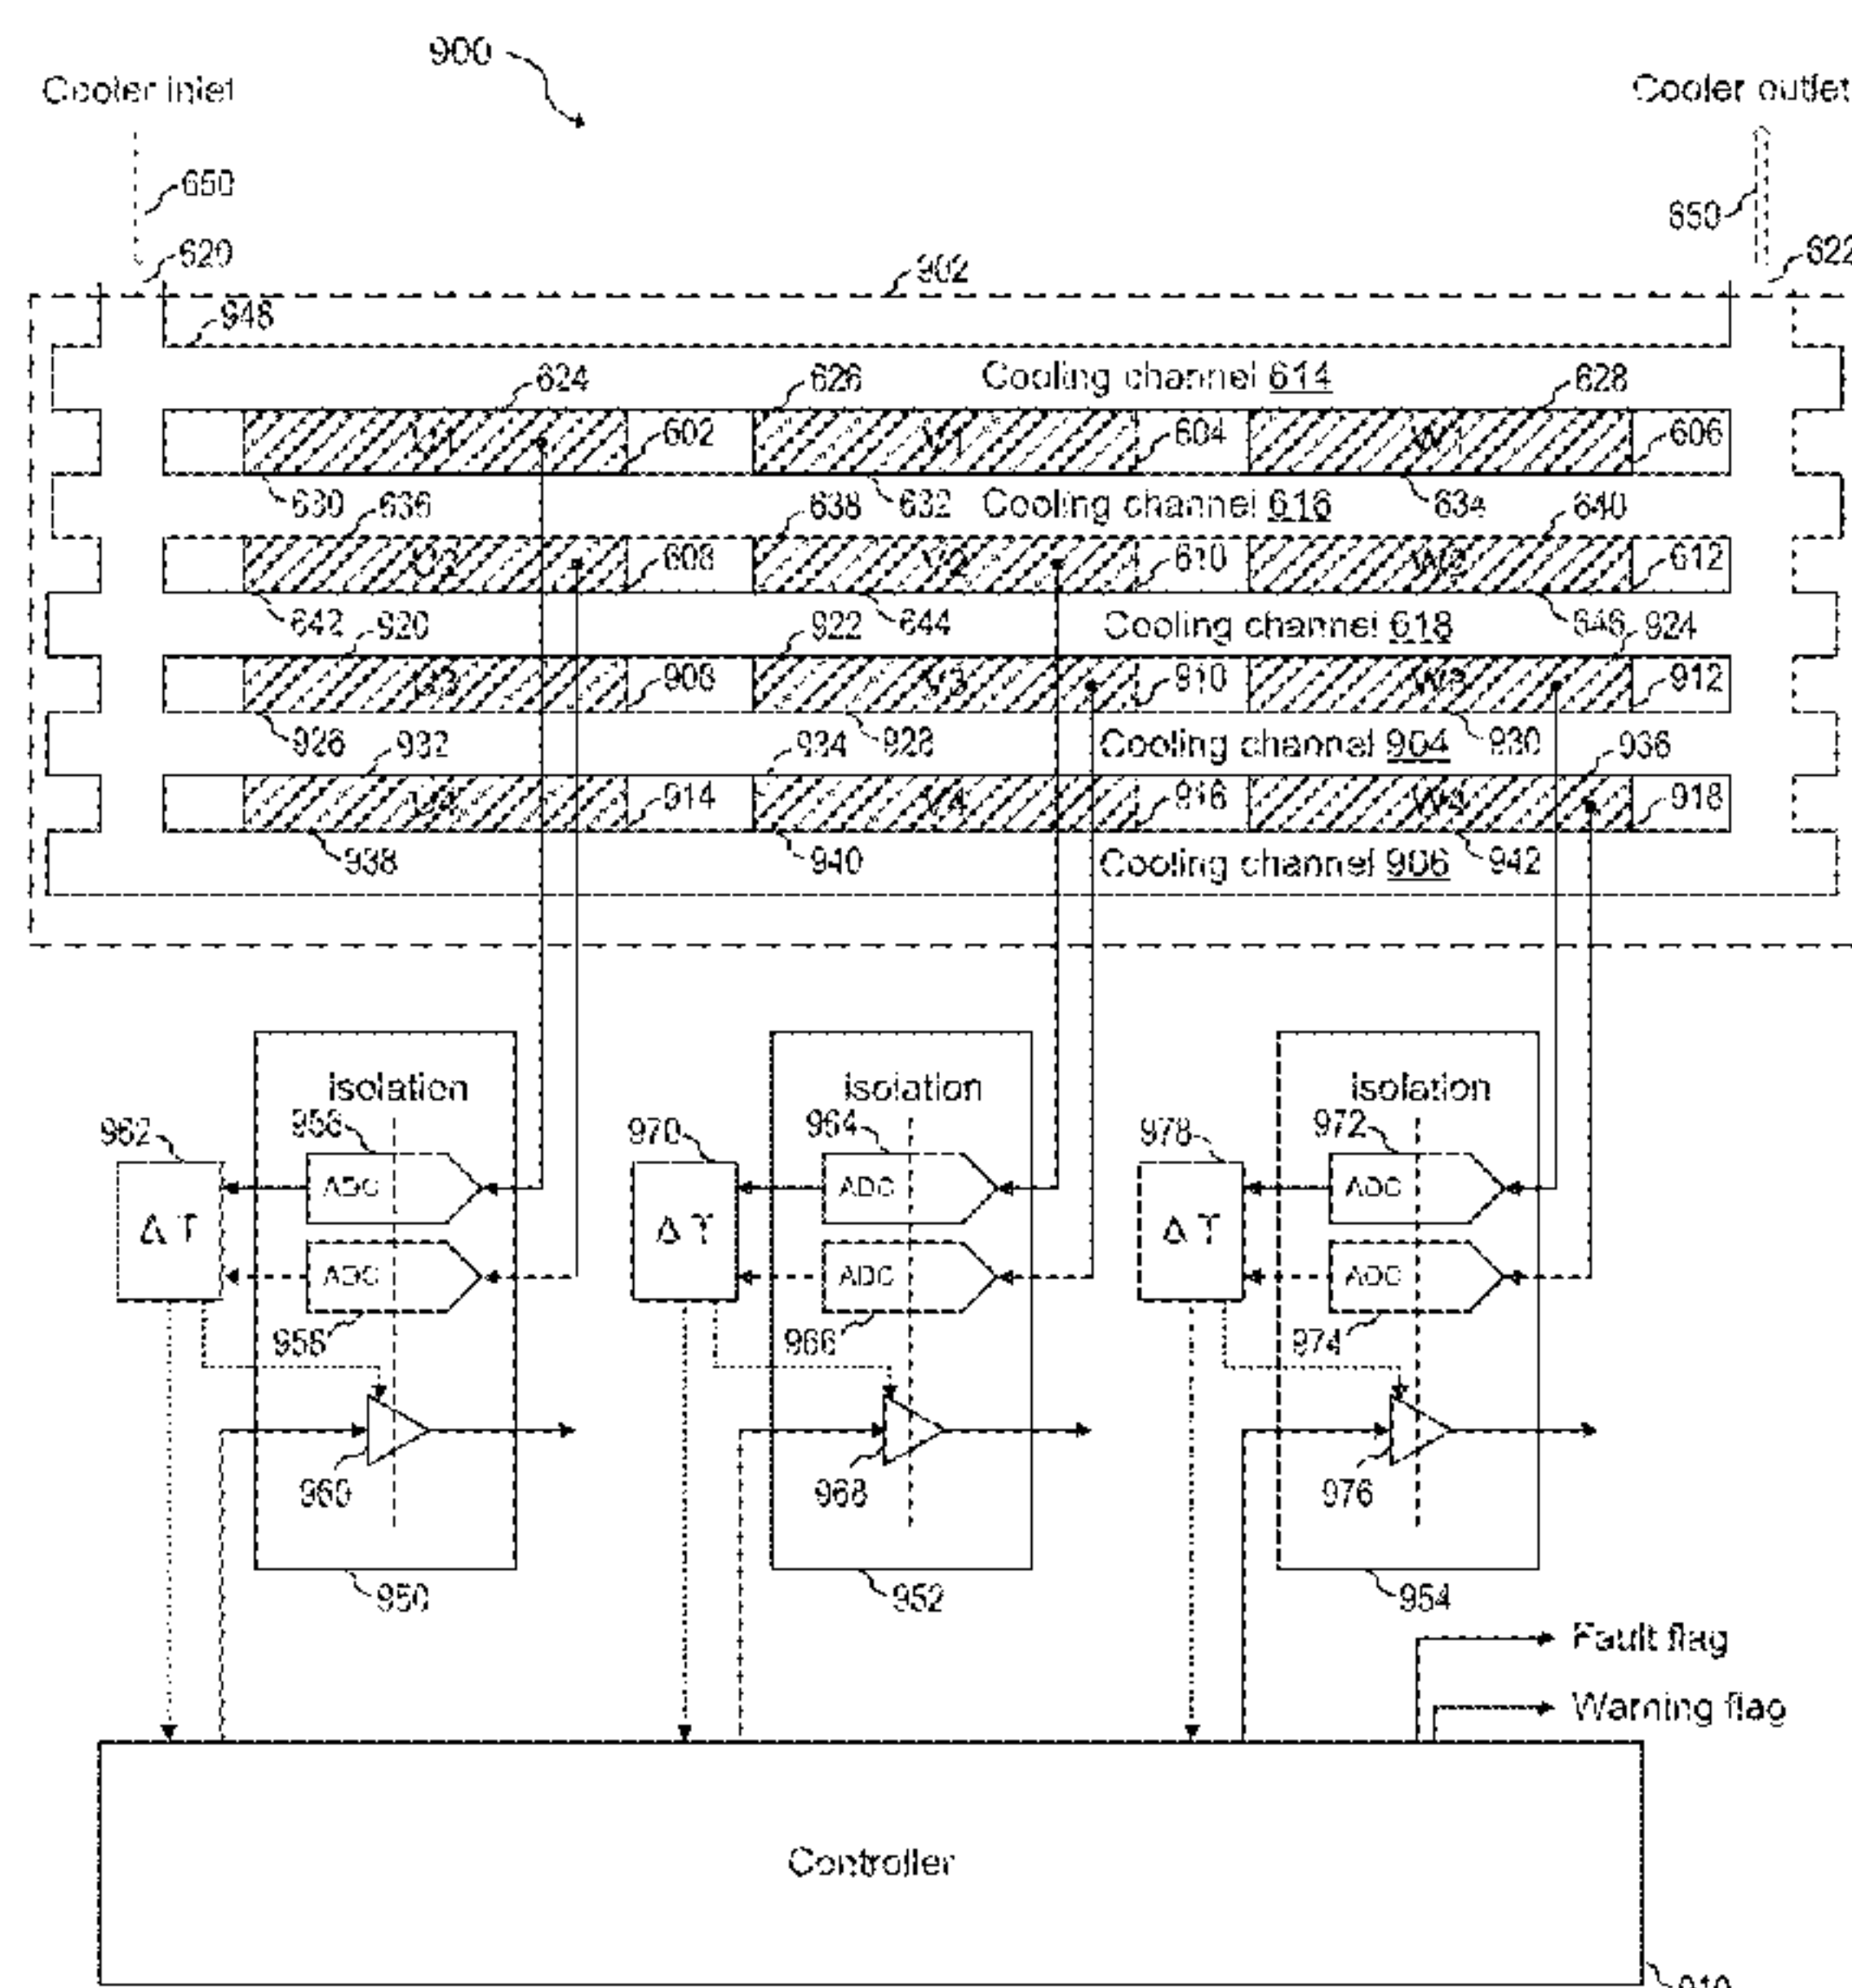 900
Cooler inlet
Cooler outlet
650
650
620
622
902
948
624
626
Cooling channel 614
628
U1
602
V1
604
W1
606
630
636
632
638
Cooling channel 616
634
640
U2
608
V2
610
W2
612
642
920
644
922
Cooling channel 618
646
924
U3
908
V3
910
W3
912
926
932
928
934
Cooling channel 904
930
936
914
V4
916
918
938
940
Cooling channel 906
942
isolation
isolation
isolation
962
956
970
964
978
972
ADC
ADC
ADC
Δ T
Δ T
Δ T
ADC
ADC
ADC
958
966
974
960
968
976
950
952
954
Fault flag
Warning flag
Controller